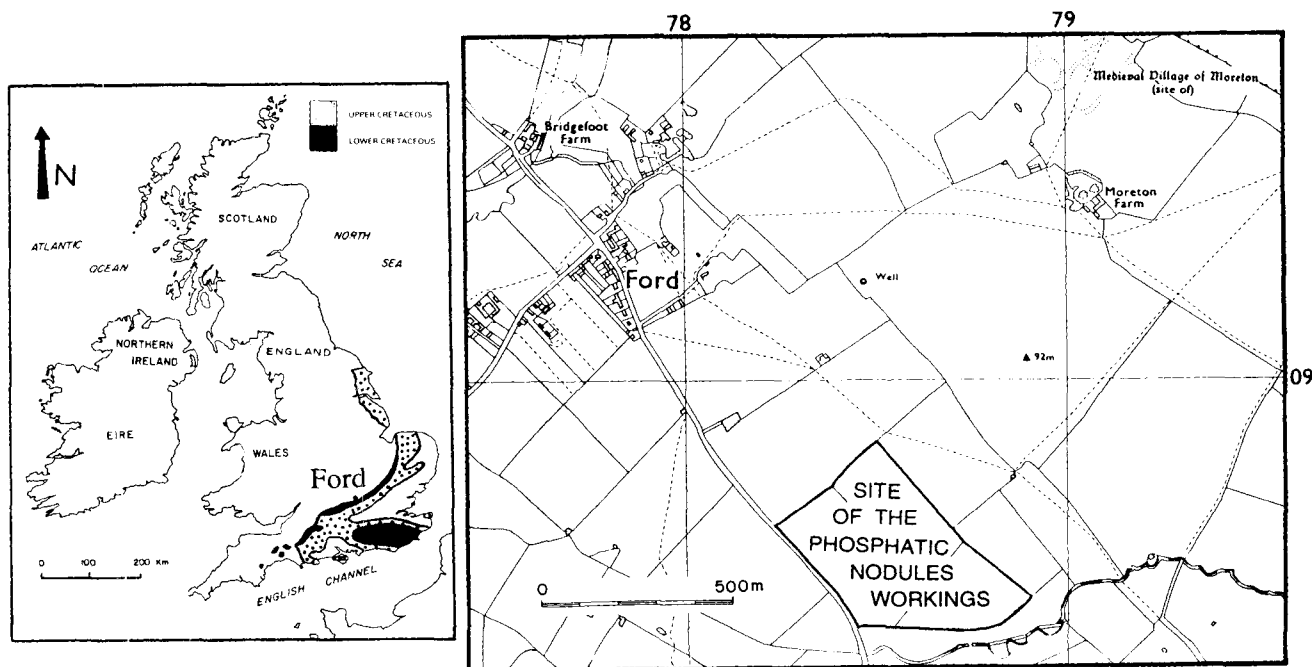 UPPER CRETACEOUS
LOWER CRETACEOUS
N
SCOTLAND
ATLANTIC
OCEAN
NORTH
SEA
NORTHERN
IRELAND
ENGLAND
EIRE
WALES
Ford
0 100 200 Km
ENGLISH CHANNEL
78
79
Medieval Village of Moreton
(site of)
Bridgefoot
Farm
Moreton
Farm
Well
Ford
92m
09
SITE
OF THE
PHOSPHATIC
NODULES
WORKINGS
0 500m